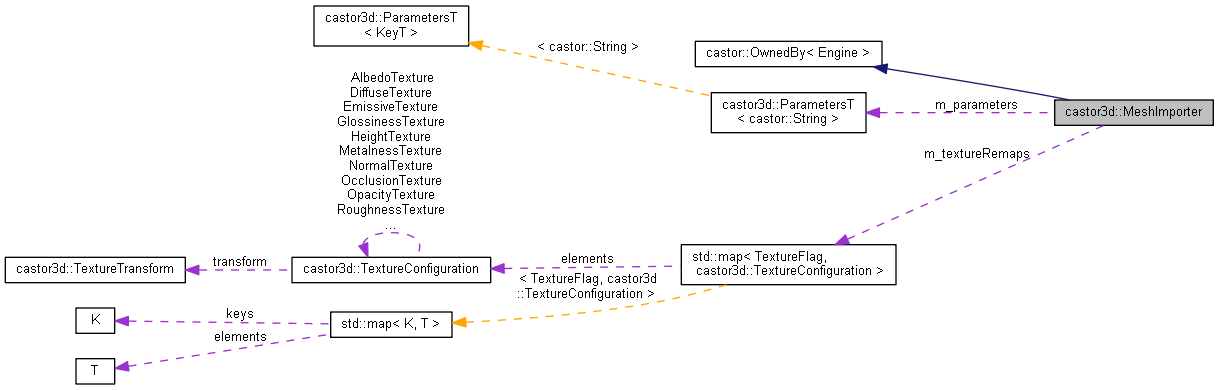 castor3d::ParametersT
< KeyT >
< castor::String >
castor::OwnedBy< Engine >
castor3d::ParametersT
< castor::String >
m_parameters
castor3d::MeshImporter
m_textureRemaps
AlbedoTexture
DiffuseTexture
EmissiveTexture
GlossinessTexture
HeightTexture
MetalnessTexture
NormalTexture
OcclusionTexture
OpacityTexture
RoughnessTexture
...
castor3d::TextureTransform
transform
castor3d::TextureConfiguration
elements
std::map< TextureFlag,
castor3d::TextureConfiguration >
< TextureFlag, castor3d
::TextureConfiguration >
K
keys
std::map< K, T >
elements
T